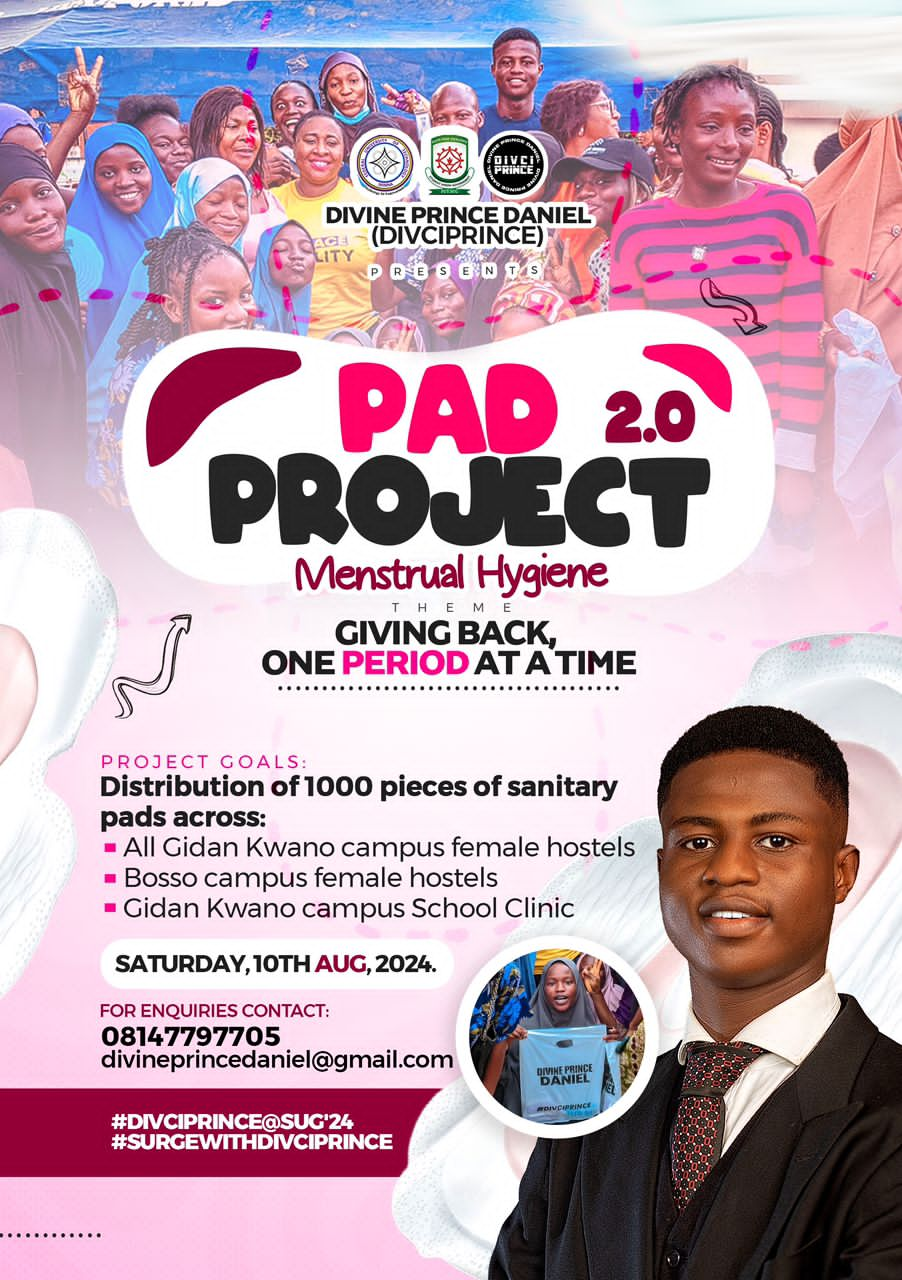 DIVCI
PRINCE
DIVINE PRINCE DANIEL
(DIVCIPRINCE)
PRESENTS
PAD 2.0
PROJECT
Menstrual Hygiene
THEME
GIVING BACK,
ONE PERIOD AT A TIME
PROJECT GOALS:
Distribution of 1000 pieces of sanitary
pads across:
All Gidan Kwano campus female hostels
Bosso campus female hostels
Gidan Kwano campus School Clinic
SATURDAY, 10TH AUG, 2024.
FOR ENQUIRIES CONTACT:
08147797705
divineprincedaniel@gmail.com
DIVINE PRINCE
DANIEL
#DIVCIPRINCE
#DIVCIPRINCE@SUG'24
#SURGEWITHDIVCIPRINCE